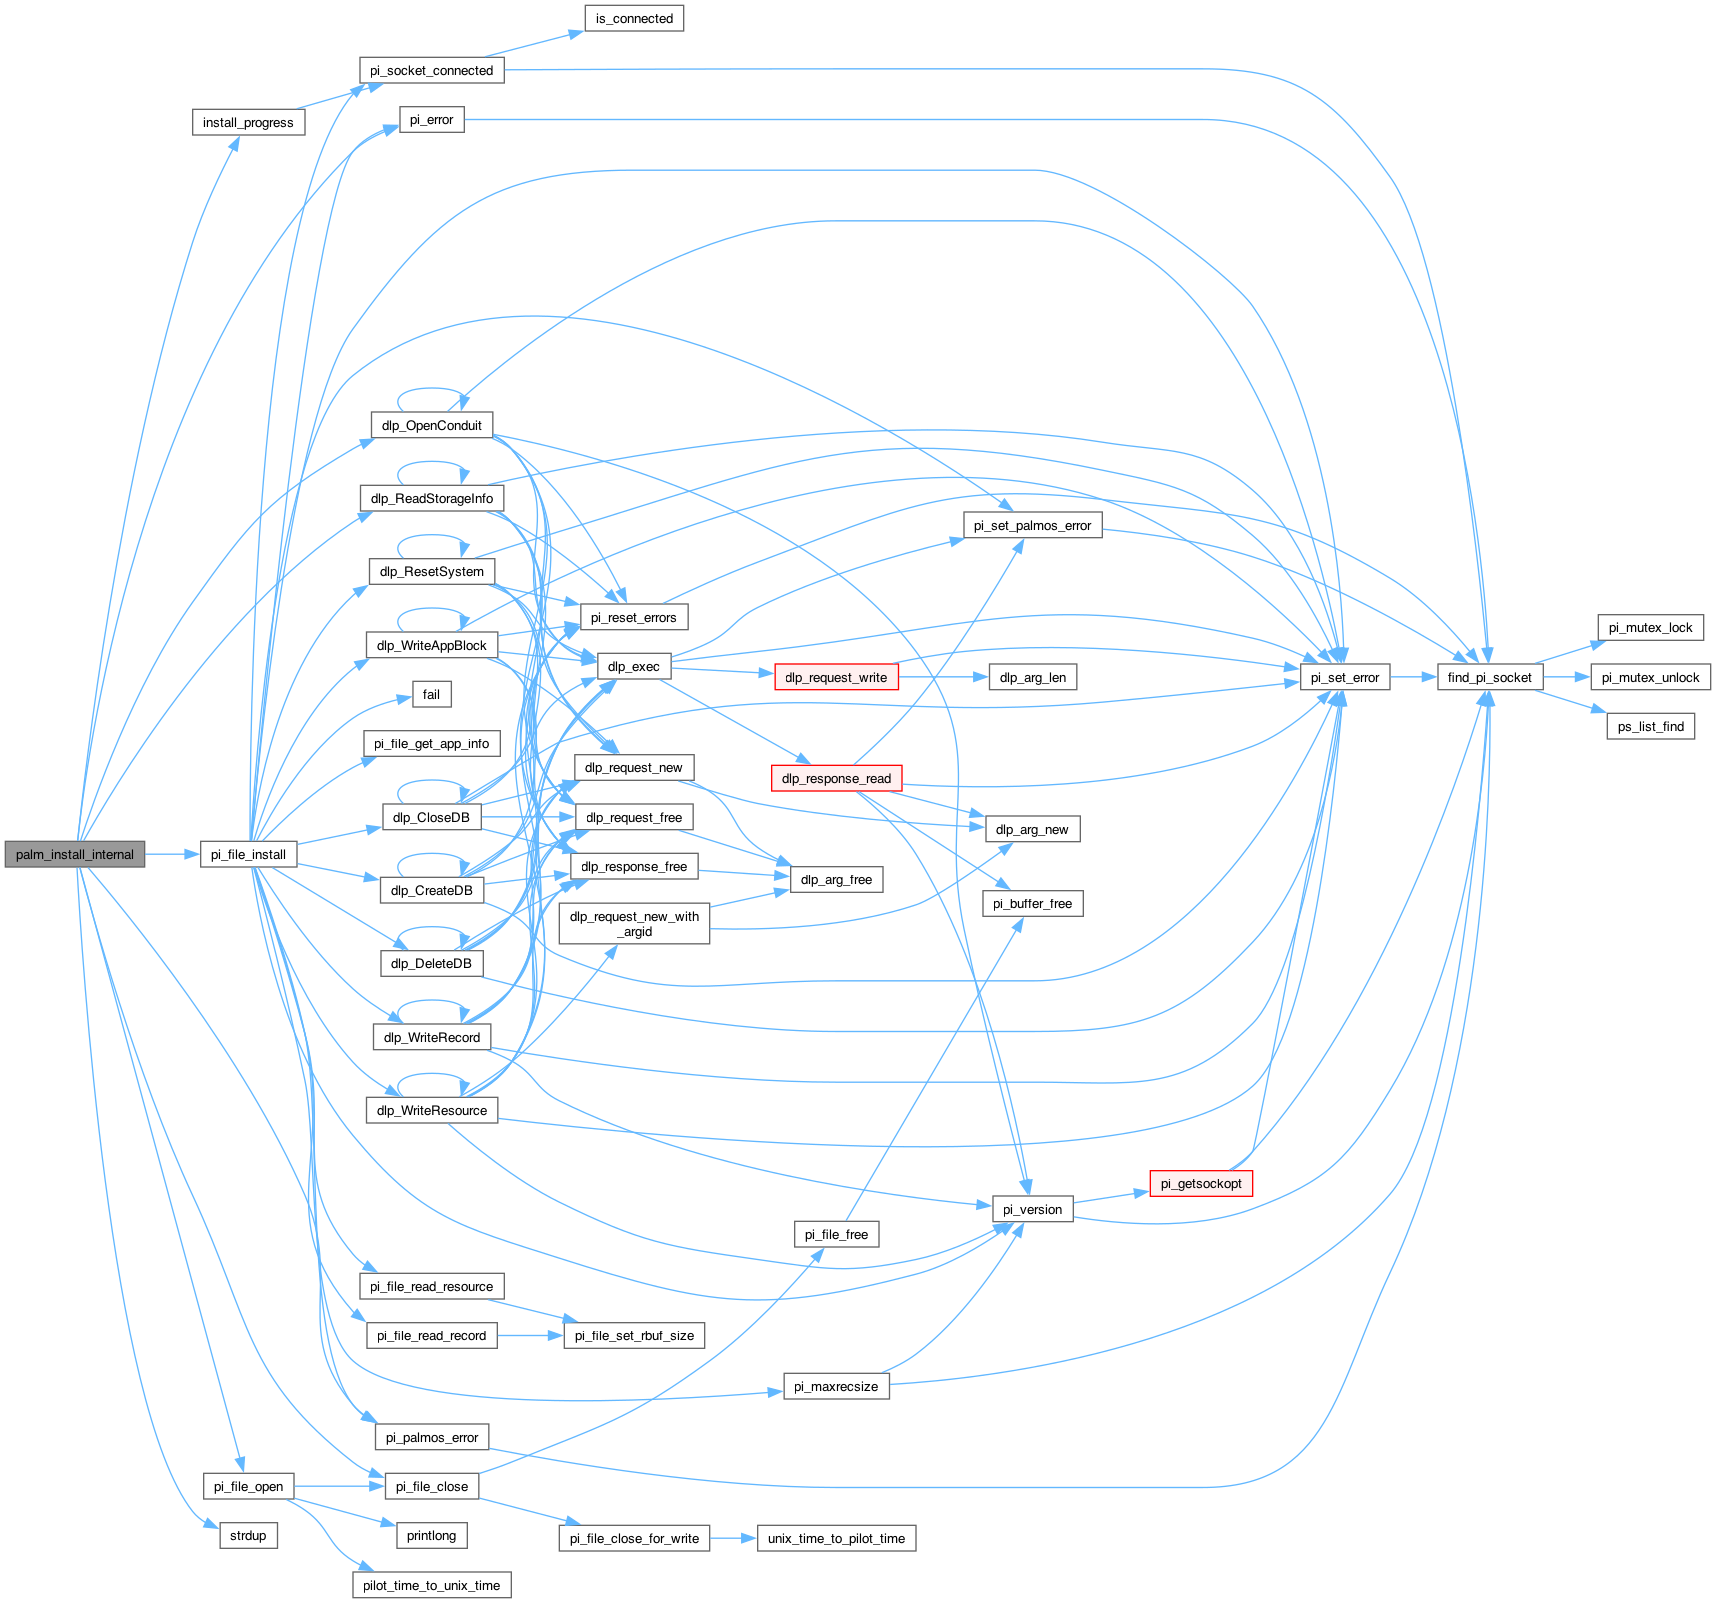 is_connected
pi_socket_connected
install_progress
pi_error
dlp_OpenConduit
dlp_ReadStorageInfo
pi_set_palmos_error
dlp_ResetSystem
pi_reset_errors
pi_mutex_lock
dlp_WriteAppBlock
dlp_exec
dlp_request_write
dlp_arg_len
pi_set_error
find_pi_socket
pi_mutex_unlock
fail
ps_list_find
pi_file_get_app_info
dlp_request_new
dlp_response_read
dlp_CloseDB
dlp_request_free
dlp_arg_new
palm_install_internal
pi_file_install
dlp_response_free
dlp_arg_free
dlp_CreateDB
pi_buffer_free
dlp_request_new_with
_argid
dlp_DeleteDB
dlp_WriteRecord
dlp_WriteResource
pi_getsockopt
pi_version
pi_file_free
pi_file_read_resource
pi_file_read_record
pi_file_set_rbuf_size
pi_maxrecsize
pi_palmos_error
pi_file_open
pi_file_close
strdup
printlong
pi_file_close_for_write
unix_time_to_pilot_time
pilot_time_to_unix_time